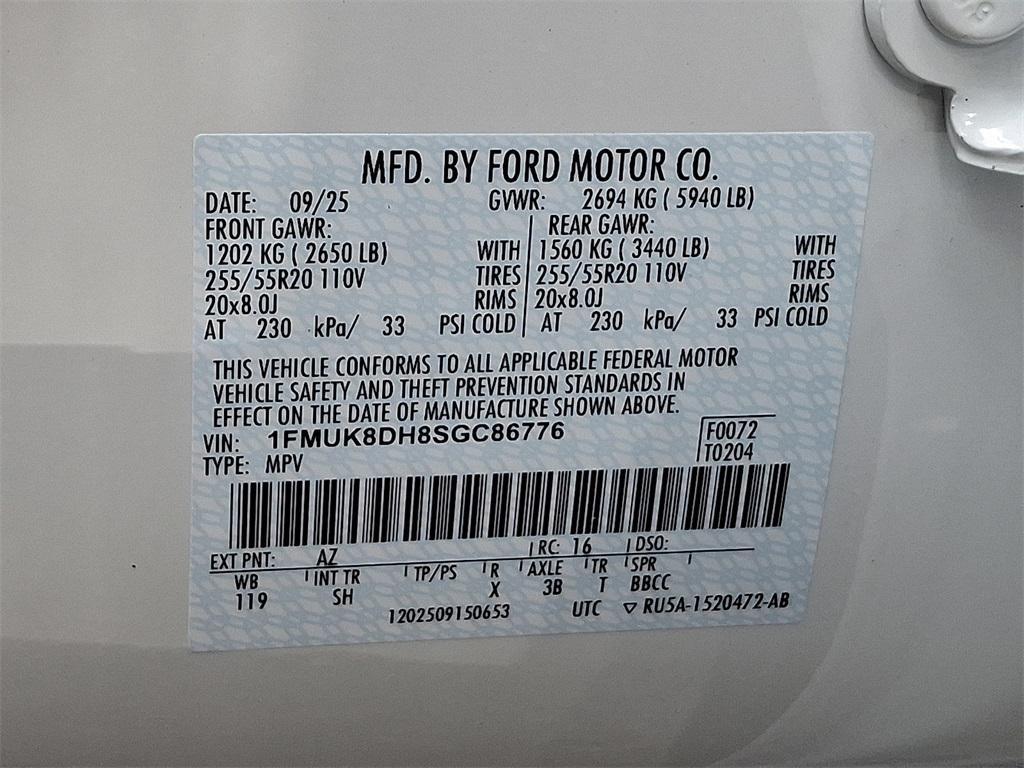 MFD. BY FORD MOTOR CO.
DATE: 09/25 GVWR: 2694 KG ( 5940 LB)
FRONT GAWR: REAR GAWR:
1202 KG ( 2650 LB) WITH 1560 KG ( 3440 LB) WITH
255/55R20 110V TIRES 255/55R20 110V TIRES
20x8.0J RIMS 20x8.0J RIMS
AT 230 kPa/ 33 PSI COLD AT 230 kPa/ 33 PSI COLD
THIS VEHICLE CONFORMS TO ALL APPLICABLE FEDERAL MOTOR
VEHICLE SAFETY AND THEFT PREVENTION STANDARDS IN
EFFECT ON THE DATE OF MANUFACTURE SHOWN ABOVE.
VIN: 1FMUK8DH8SGC86776 F0072
TYPE: MPV T0204
EXT PNT: AZ RC: 16 DSO:
WB INT TR TP/PS R AXLE TR SPR
119 SH X 3B T BBCC
1202509150653 UTC ▽ RU5A-1520472-AB